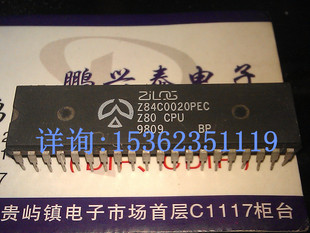 鹏兴泰电子
ZiLOG
Z84C0020PEC
Z80 CPU
9809 BP
详询:15362351119
贵屿镇电子市场首层C1117柜台